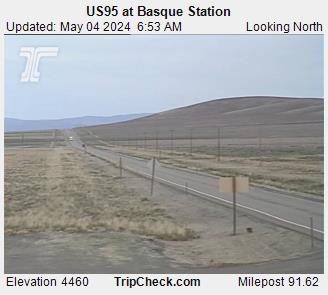 US95 at Basque Station
Updated: May 04 2024 6:53 AM Looking North
Elevation 4460 TripCheck.com Milepost 91.62